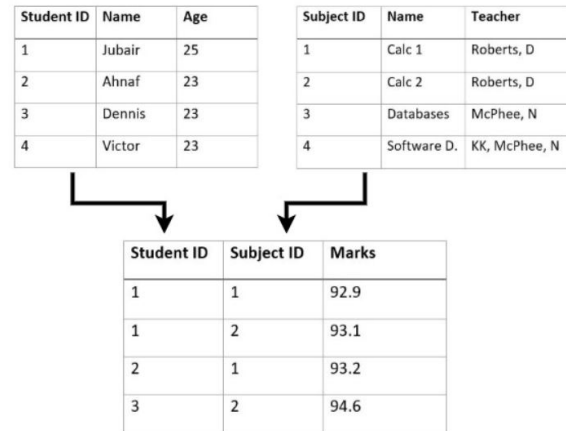 Student ID Name Age
1 Jubair 25
2 Ahnaf 23
3 Dennis 23
4 Victor 23
Subject ID Name Teacher
1 Calc 1 Roberts, D
2 Calc 2 Roberts, D
3 Databases McPhee, N
4 Software D. KK, McPhee, N
Student ID Subject ID Marks
1 1 92.9
1 2 93.1
2 1 93.2
3 2 94.6